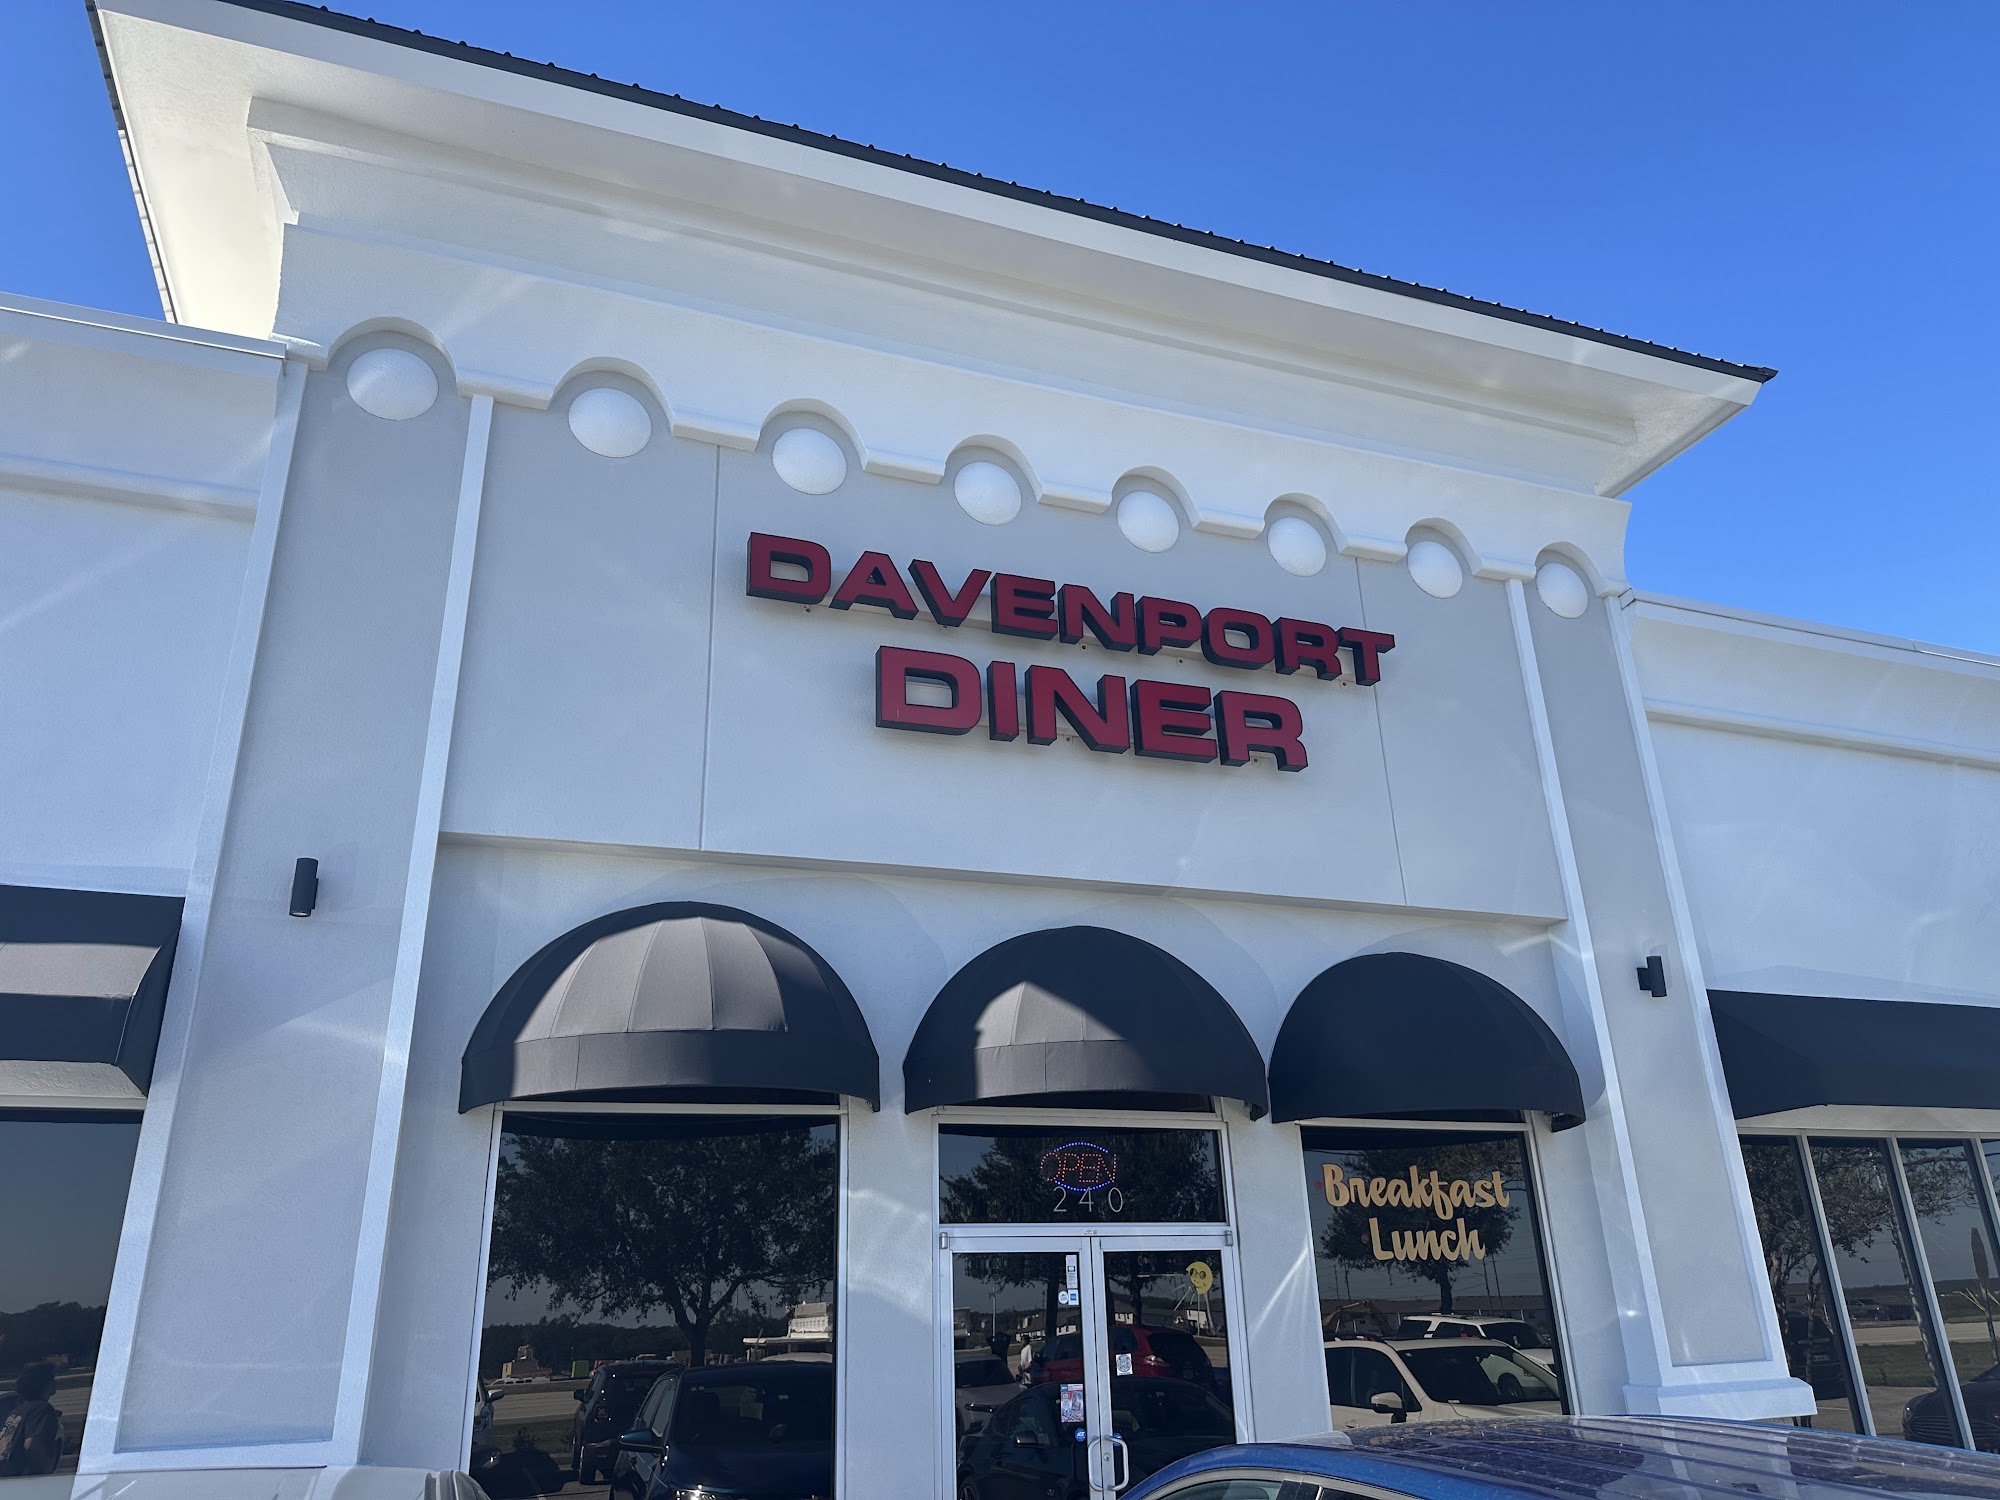 DAVENPORT
DINER
OPEN
240
Breakfast
Lunch